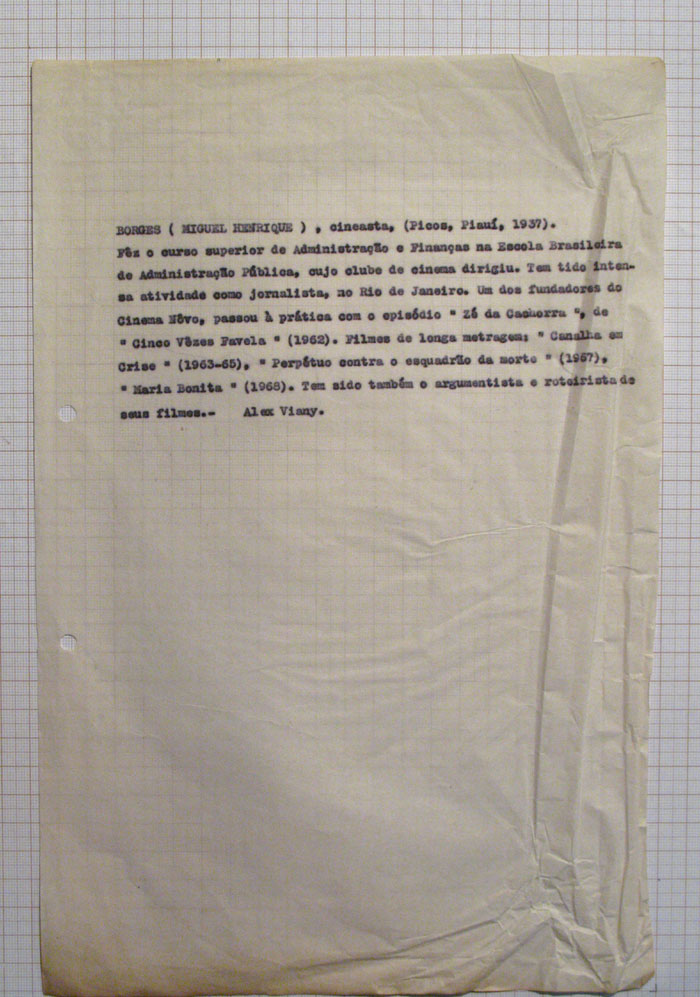 BORGES ( MIGUEL HENRIQUE ) , cineasta, (Picos, Piauí, 1937).
Fêz o curso superior de Administração e Finanças na Escola Brasileira
de Administração Pública, cujo clube de cinema dirigiu. Tem tido inten-
sa atividade como jornalista, no Rio de Janeiro. Um dos fundadores do
Cinema Nôvo, passou à prática com o episódio " Zé da Cachorra ", de
" Cinco Vêzes Favela " (1962). Filmes de longa metragem: " Canalha em
Crise " (1963-65), " Perpétuo contra o esquadrão da morte " (1967),
" Maria Bonita " (1968). Tem sido também o argumentista e roteirista de
seus filmes.- Alex Viany.